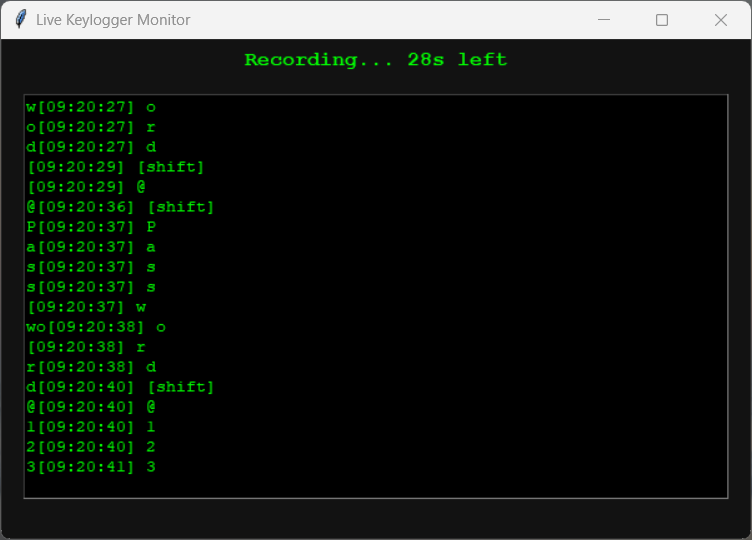 Live Keylogger Monitor
Recording... 28s left
w[09:20:27] o
o[09:20:27] r
d[09:20:27] d
[09:20:29] [shift]
[09:20:29] @
@[09:20:36] [shift]
P[09:20:37] P
a[09:20:37] a
s[09:20:37] s
s[09:20:37] s
[09:20:37] w
wo[09:20:38] o
[09:20:38] r
r[09:20:38] d
d[09:20:40] [shift]
@[09:20:40] @
1[09:20:40] 1
2[09:20:40] 2
3[09:20:41] 3